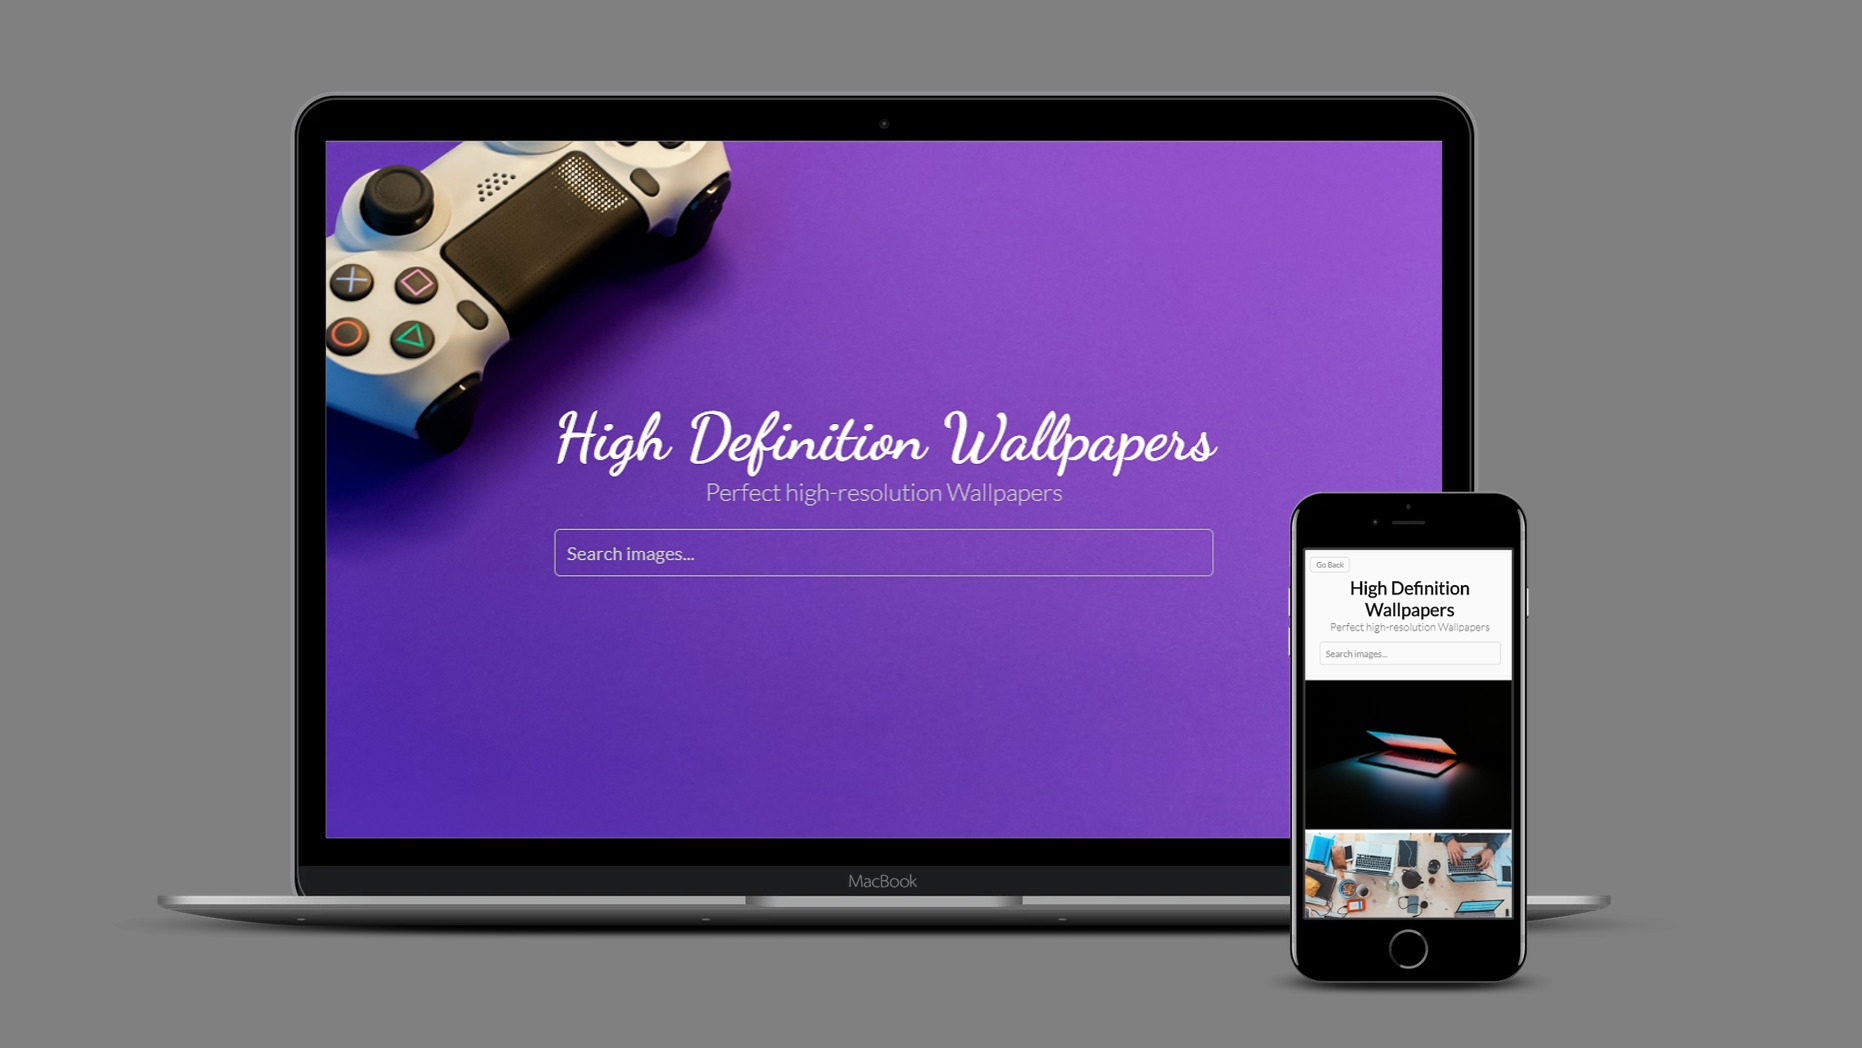 High Definition Wallpapers
Perfect high-resolution Wallpapers
Search images...
MacBook
Go Back
High Definition
Wallpapers
Perfect high-resolution Wallpapers
Search images...